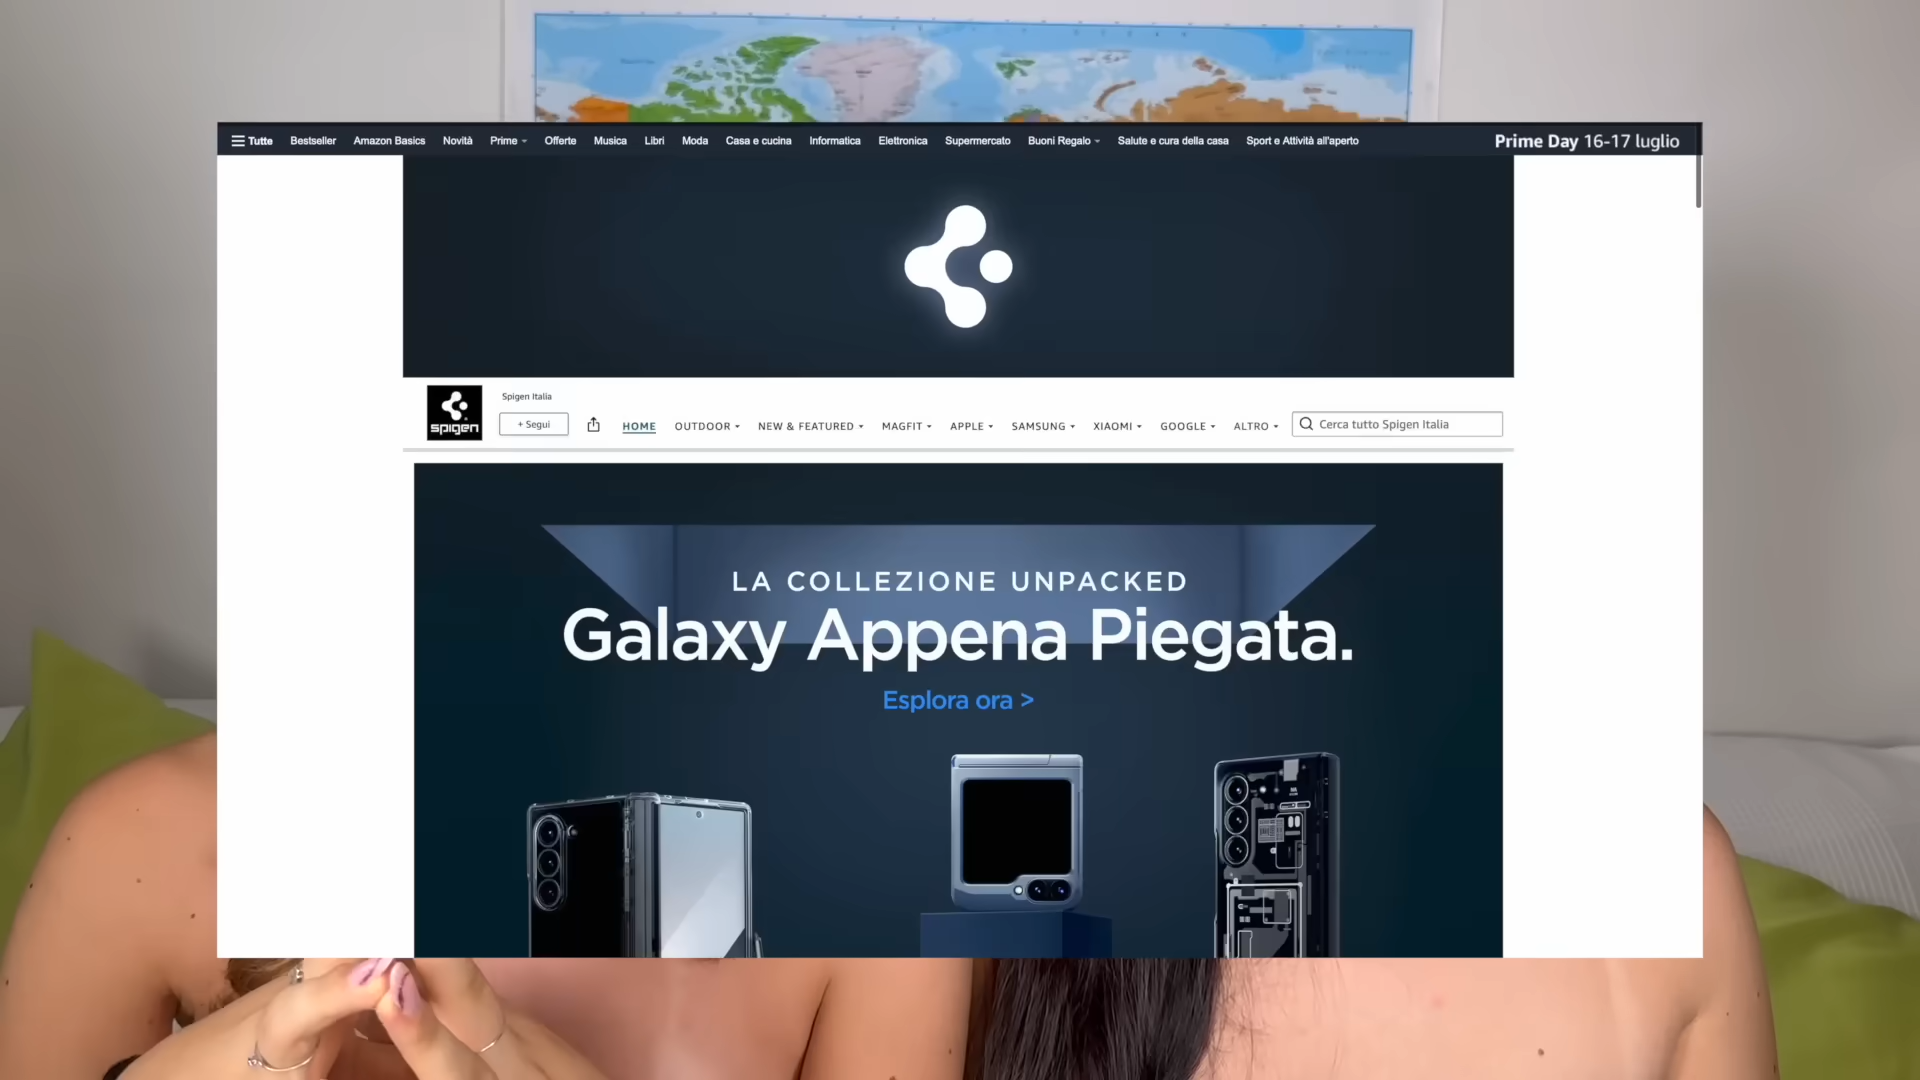 Tutte Bestseller Amazon Basics Novità Prime Offerte Musica Libri Moda Casa e cucina Informatica Elettronica Supermercato Buoni Regalo Salute e cura della casa Sport e Attività all'aperto Prime Day 16-17 luglio
Spigen Italia
spigen
+ Segui HOME OUTDOOR NEW & FEATURED MAGFIT APPLE SAMSUNG XIAOMI GOOGLE ALTRO Cerca tutto Spigen Italia
LA COLLEZIONE UNPACKED
Galaxy Appena Piegata.
Esplora ora >